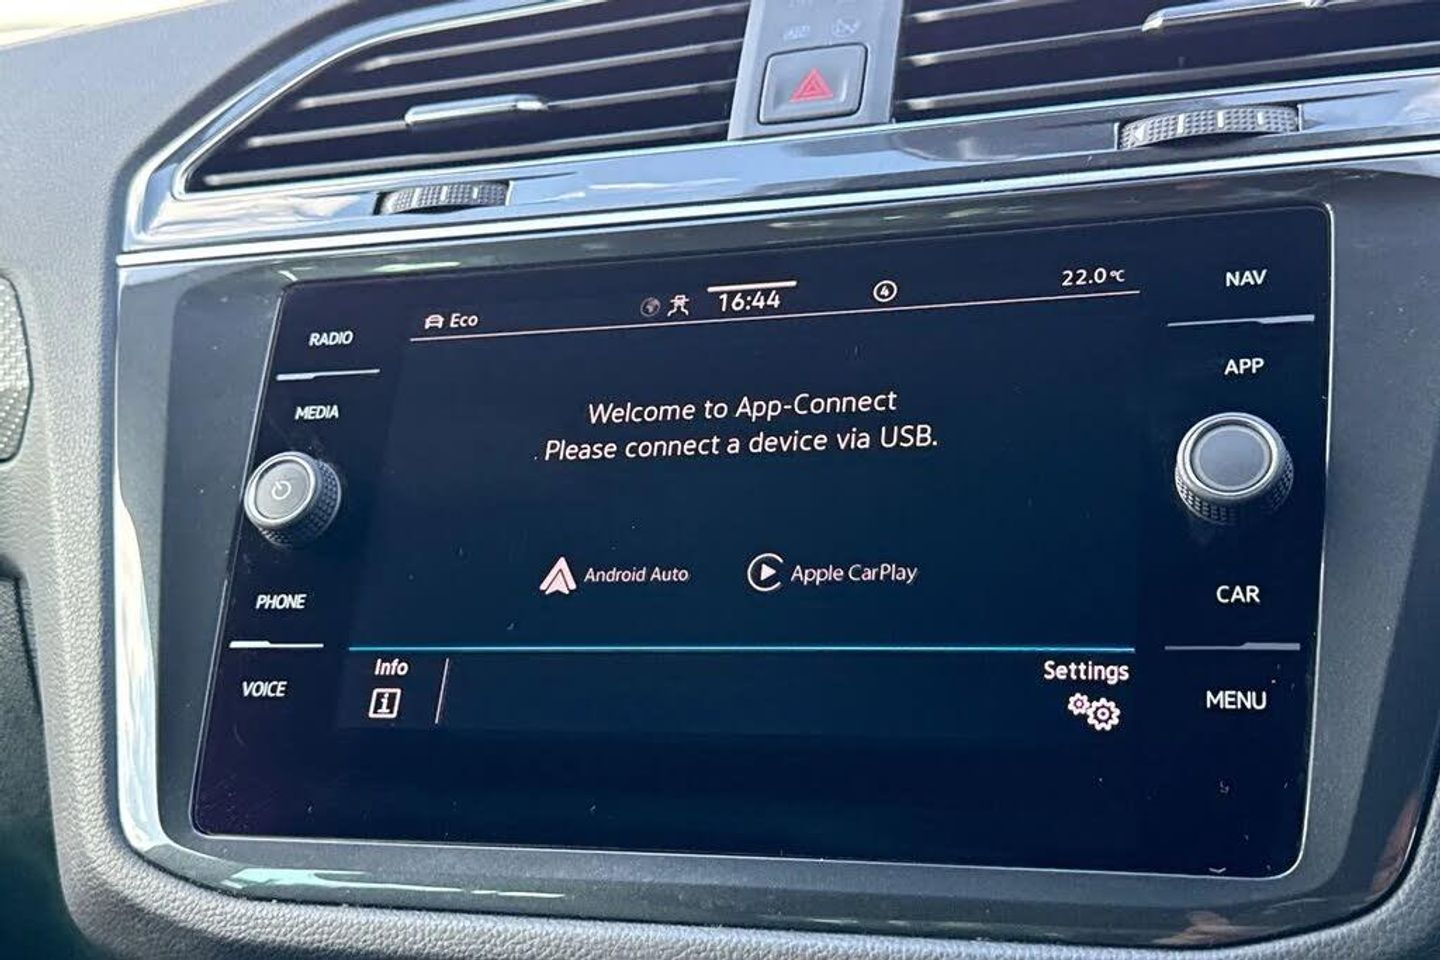 Eco
16:44
4
22.0°C
NAV
RADIO
APP
MEDIA
Welcome to App-Connect
Please connect a device via USB.
Android Auto
Apple CarPlay
PHONE
CAR
Info
i
Settings
VOICE
MENU